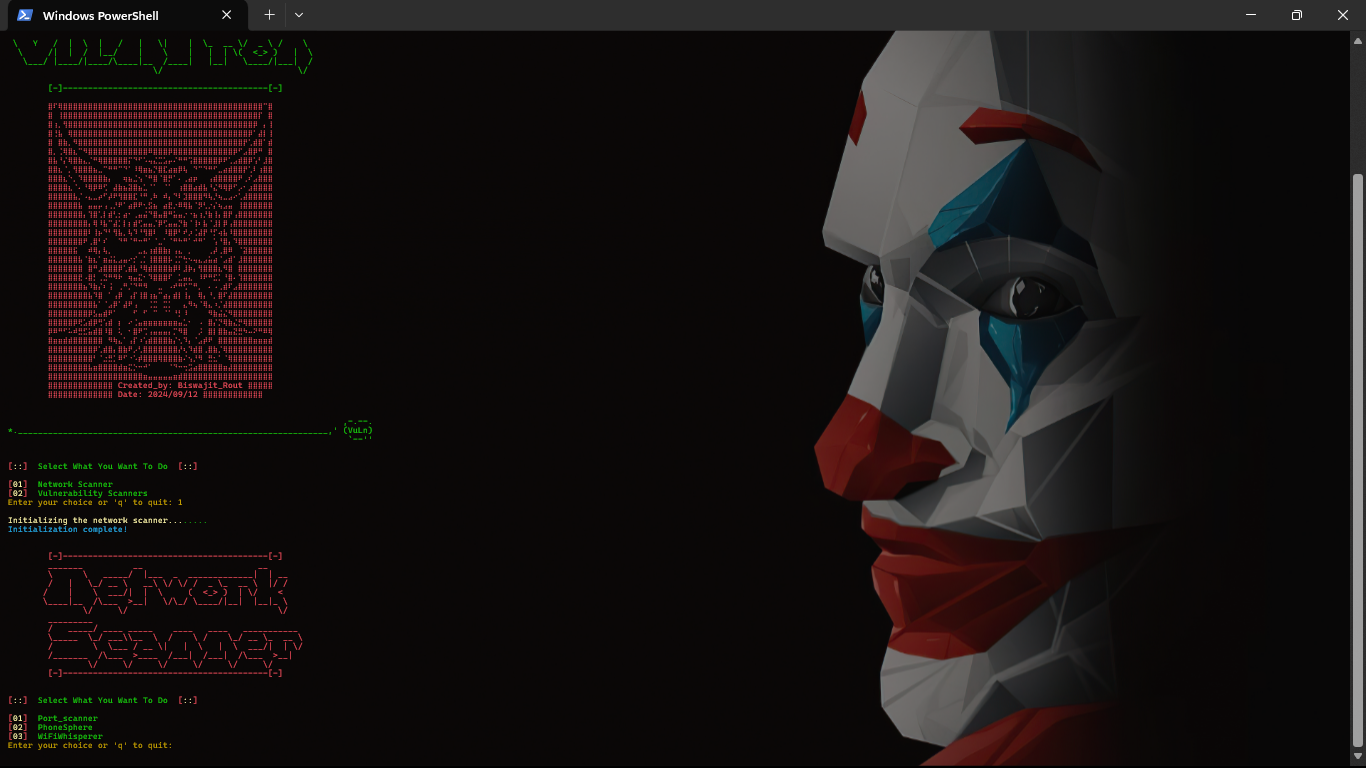 Windows PowerShell
[-]-----------------------------------------[-]
Created_by: Biswajit_Rout
Date: 2024/09/12
(VuLn)
[::] Select What You Want To Do [::]
[01] Network Scanner
[02] Vulnerability Scanners
Enter your choice or 'q' to quit: 1
Initializing the network scanner........
Initialization complete!
[-]-----------------------------------------[-]
Network
Scanner
[-]-----------------------------------------[-]
[::] Select What You Want To Do [::]
[01] Port_scanner
[02] PhoneSphere
[03] WiFiWhisperer
Enter your choice or 'q' to quit: